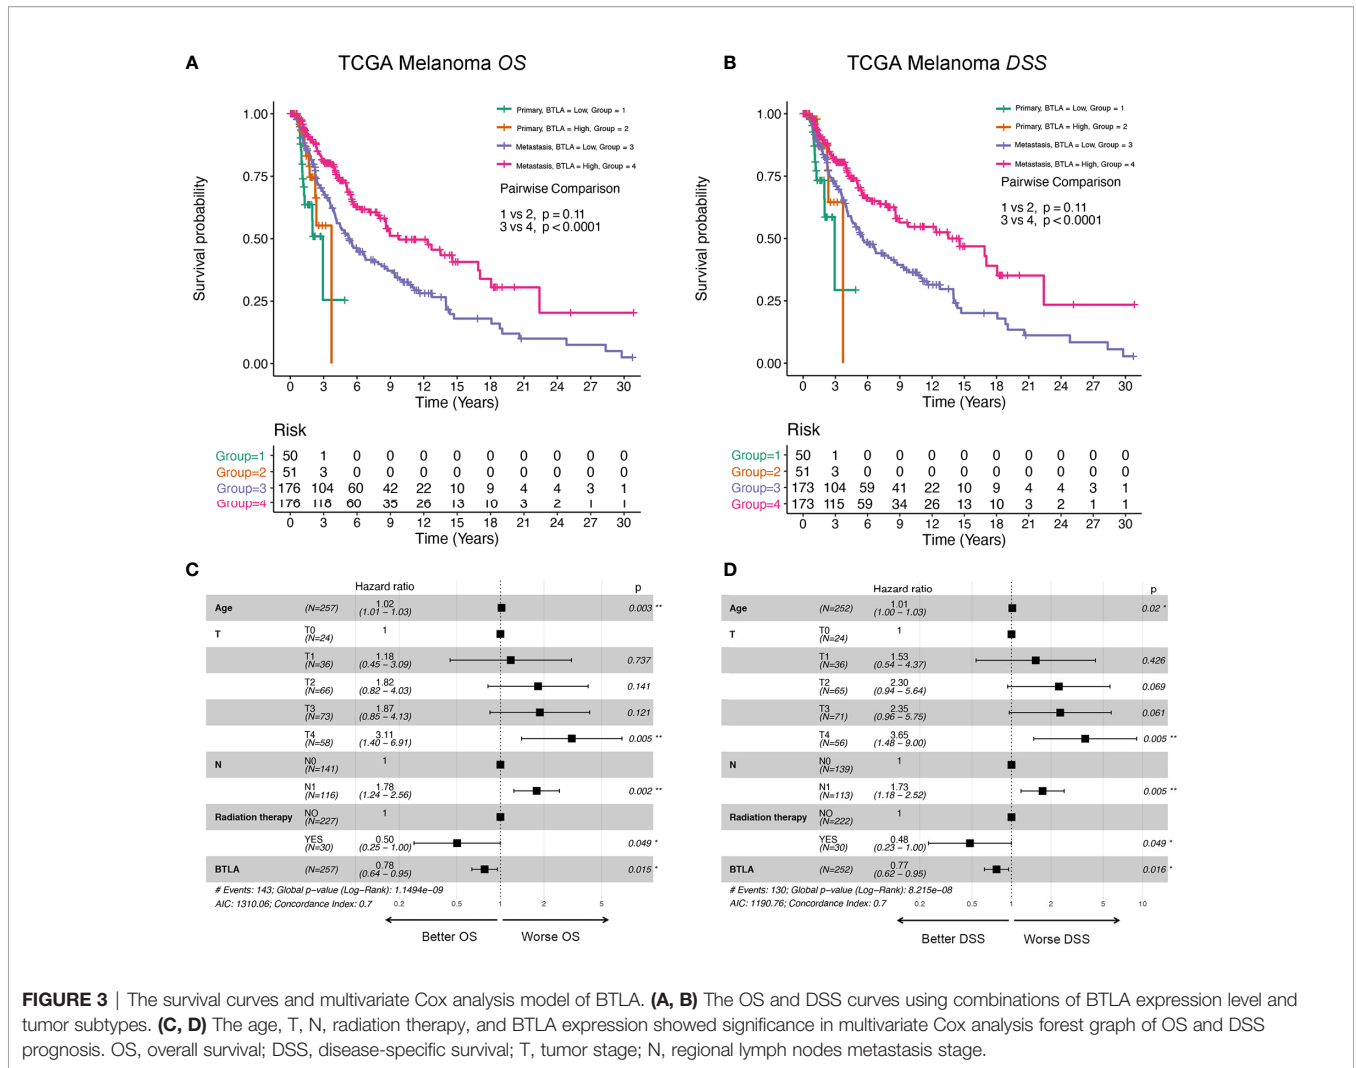 A
TCGA Melanoma OS
Survival probability
1.00
0.75
0.50
0.25
0.00
Primary, BTLA = Low, Group = 1
Primary, BTLA = High, Group = 2
Metastasis, BTLA = Low, Group = 3
Metastasis, BTLA = High, Group = 4
Pairwise Comparison
1 vs 2, p = 0.11
3 vs 4, p < 0.0001
0 3 6 9 12 15 18 21 24 27 30
Time (Years)
Risk
Group=1 50 1 0 0 0 0 0 0 0 0 0
Group=2 51 3 0 0 0 0 0 0 0 0 0
Group=3 176 104 60 42 22 10 9 4 4 3 1
Group=4 176 118 60 35 26 13 10 3 2 1 1
0 3 6 9 12 15 18 21 24 27 30
Time (Years)
B
TCGA Melanoma DSS
Survival probability
1.00
0.75
0.50
0.25
0.00
Primary, BTLA = Low, Group = 1
Primary, BTLA = High, Group = 2
Metastasis, BTLA = Low, Group = 3
Metastasis, BTLA = High, Group = 4
Pairwise Comparison
1 vs 2, p = 0.11
3 vs 4, p < 0.0001
0 3 6 9 12 15 18 21 24 27 30
Time (Years)
Risk
Group=1 50 1 0 0 0 0 0 0 0 0 0
Group=2 51 3 0 0 0 0 0 0 0 0 0
Group=3 173 104 59 41 22 10 9 4 4 3 1
Group=4 173 115 59 34 26 13 10 3 2 1 1
0 3 6 9 12 15 18 21 24 27 30
Time (Years)
C
Hazard ratio p
Age (N=257) 1.02 (1.01 – 1.03) 0.003 **
T T0 (N=24) 1
T1 (N=36) 1.18 (0.45 – 3.09) 0.737
T2 (N=66) 1.82 (0.82 – 4.03) 0.141
T3 (N=73) 1.87 (0.85 – 4.13) 0.121
T4 (N=58) 3.11 (1.40 – 6.91) 0.005 **
N N0 (N=141) 1
N1 (N=116) 1.78 (1.24 – 2.56) 0.002 **
Radiation therapy NO (N=227) 1
YES (N=30) 0.50 (0.25 – 1.00) 0.049 *
BTLA (N=257) 0.78 (0.64 – 0.95) 0.015 *
# Events: 143; Global p−value (Log−Rank): 1.1494e−09
AIC: 1310.06; Concordance Index: 0.7
0.2 0.5 1 2 5
Better OS Worse OS
D
Hazard ratio p
Age (N=252) 1.01 (1.00 – 1.03) 0.02 *
T T0 (N=24) 1
T1 (N=36) 1.53 (0.54 – 4.37) 0.426
T2 (N=65) 2.30 (0.94 – 5.64) 0.069
T3 (N=71) 2.35 (0.96 – 5.75) 0.061
T4 (N=56) 3.65 (1.48 – 9.00) 0.005 **
N N0 (N=139) 1
N1 (N=113) 1.73 (1.18 – 2.52) 0.005 **
Radiation therapy NO (N=222) 1
YES (N=30) 0.48 (0.23 – 1.00) 0.049 *
BTLA (N=252) 0.77 (0.62 – 0.95) 0.016 *
# Events: 130; Global p−value (Log−Rank): 8.215e−08
AIC: 1190.76; Concordance Index: 0.7
0.2 0.5 1 2 5 10
Better DSS Worse DSS
FIGURE 3 | The survival curves and multivariate Cox analysis model of BTLA. (A, B) The OS and DSS curves using combinations of BTLA expression level and
tumor subtypes. (C, D) The age, T, N, radiation therapy, and BTLA expression showed significance in multivariate Cox analysis forest graph of OS and DSS
prognosis. OS, overall survival; DSS, disease-specific survival; T, tumor stage; N, regional lymph nodes metastasis stage.